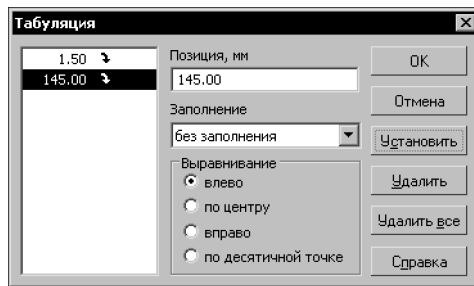 Табуляция
1.50
145.00
Позиция, мм
145.00
Заполнение
без заполнения
Выравнивание
влево
по центру
вправо
по десятичной точке
OK
Отмена
Установить
Удалить
Удалить все
Справка